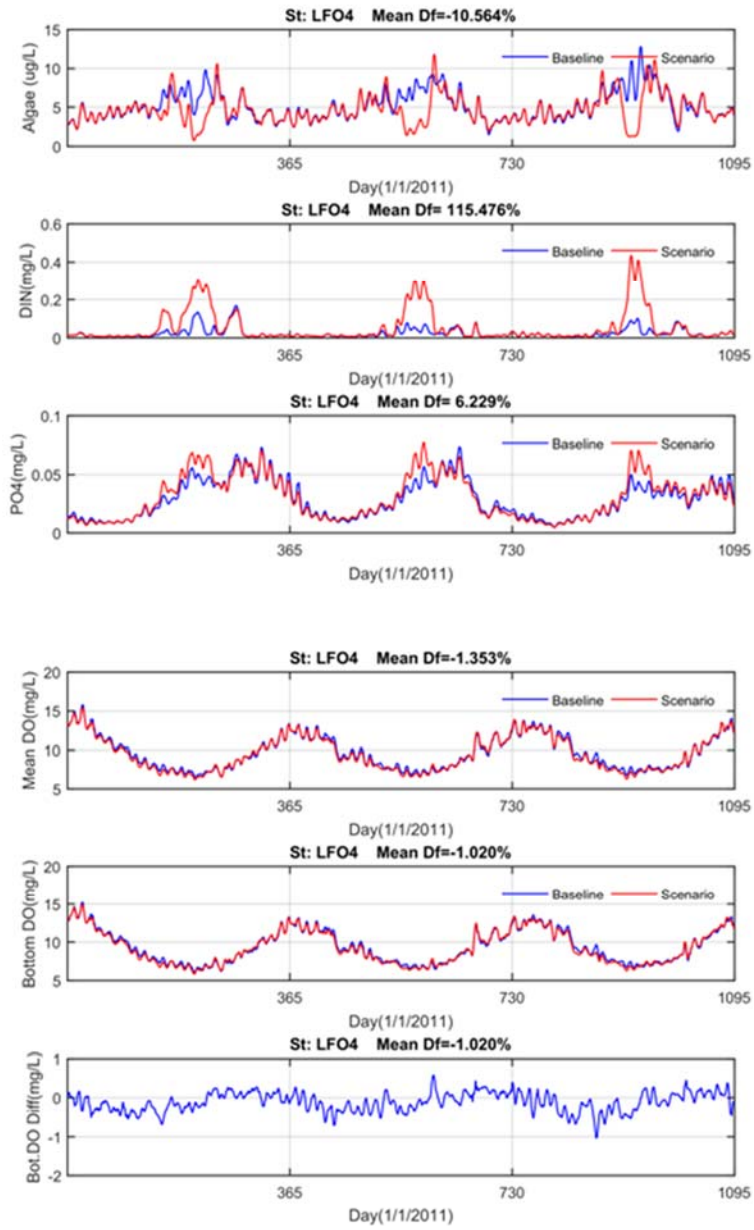 St: LFO4 Mean Df=-10.564%
15
10
5
0
Algae (ug/L)
Baseline Scenario
365 730 1095
Day(1/1/2011)
St: LFO4 Mean Df= 115.476%
0.6
0.4
0.2
0
DIN(mg/L)
Baseline Scenario
365 730 1095
Day(1/1/2011)
St: LFO4 Mean Df= 6.229%
0.1
0.05
0
PO4(mg/L)
Baseline Scenario
365 730 1095
Day(1/1/2011)
St: LFO4 Mean Df=-1.353%
20
15
10
5
Mean DO(mg/L)
Baseline Scenario
365 730 1095
Day(1/1/2011)
St: LFO4 Mean Df=-1.020%
20
15
10
5
Bottom DO(mg/L)
Baseline Scenario
365 730 1095
Day(1/1/2011)
St: LFO4 Mean Df=-1.020%
1
0
-1
-2
Bot.DO Diff(mg/L)
365 730 1095
Day(1/1/2011)